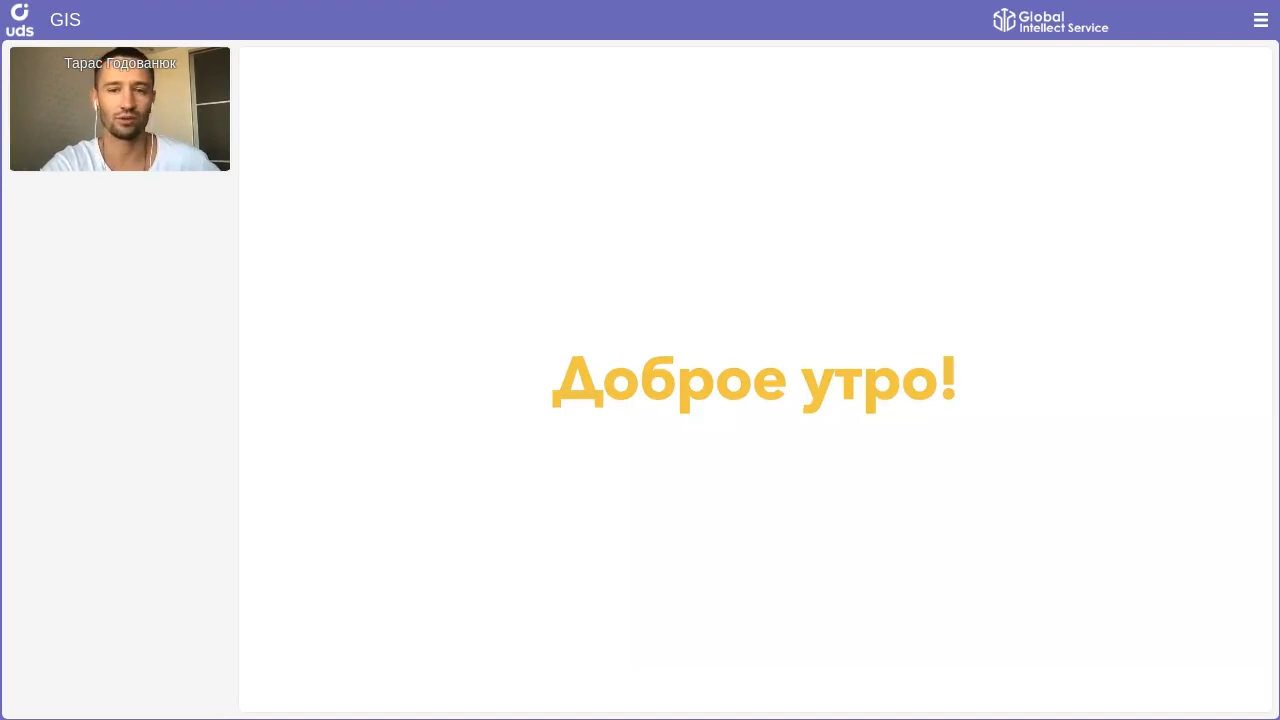 uds
GIS
Global
Intellect Service
Тарас Годованюк
Доброе утро!